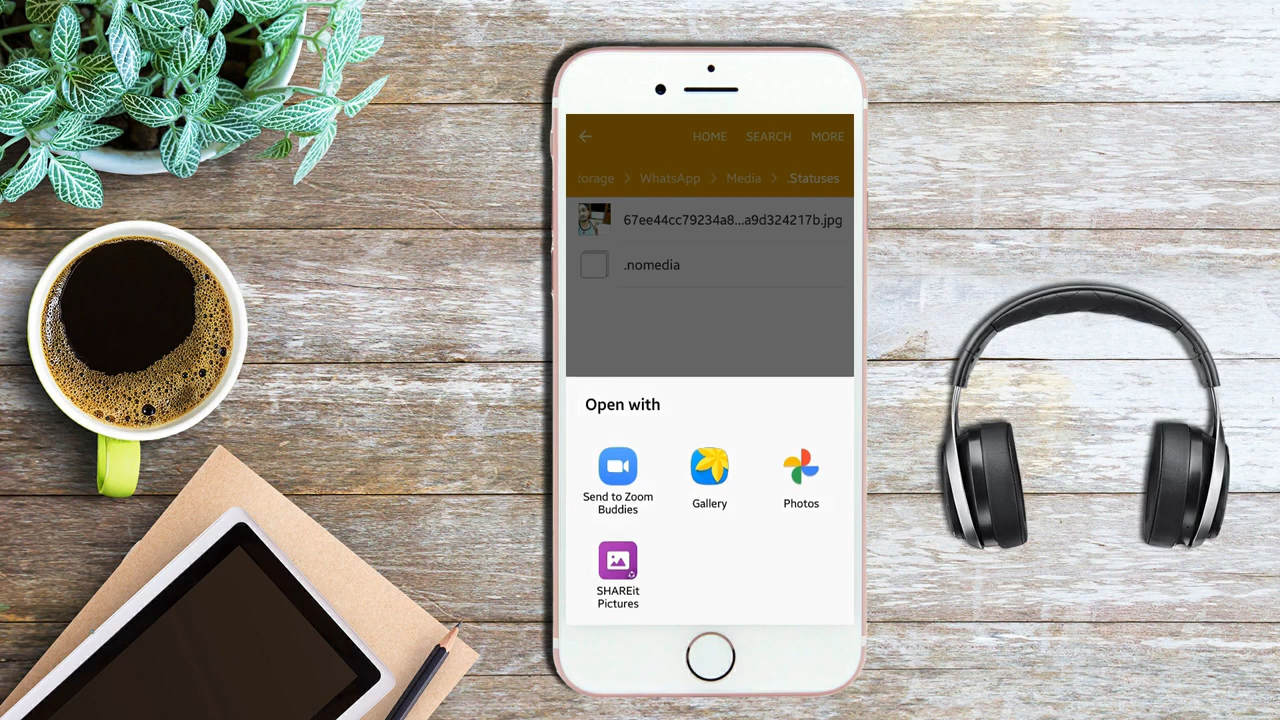 HOME SEARCH MORE
torage > WhatsApp > Media > .Statuses
67ee44cc79234a8...a9d324217b.jpg
.nomedia
Open with
Send to Zoom
Buddies
Gallery
Photos
SHAREit
Pictures